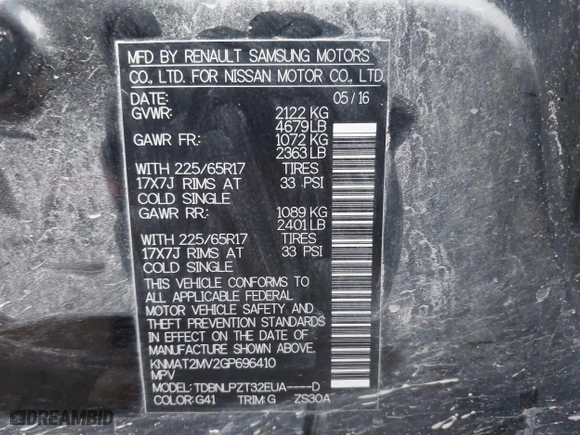 MFD BY RENAULT SAMSUNG MOTORS
CO., LTD. FOR NISSAN MOTOR CO., LTD
DATE: 05/16
GVWR: 2122 KG
4679 LB
GAWR FR: 1072 KG
2363 LB
WITH 225/65R17 TIRES
17X7J RIMS AT 33 PSI
COLD SINGLE
GAWR RR: 1089 KG
2401 LB
WITH 225/65R17 TIRES
17X7J RIMS AT 33 PSI
COLD SINGLE
THIS VEHICLE CONFORMS TO
ALL APPLICABLE FEDERAL
MOTOR VEHICLE SAFETY AND
THEFT PREVENTION STANDARDS
IN EFFECT ON THE DATE OF
MANUFACTURE SHOWN ABOVE.
KNMAT2MV2GP696410
MPV
MODEL: TDBNLPZT32EUA----D
COLOR: G41 TRIM: G ZS30A
DREAMBID